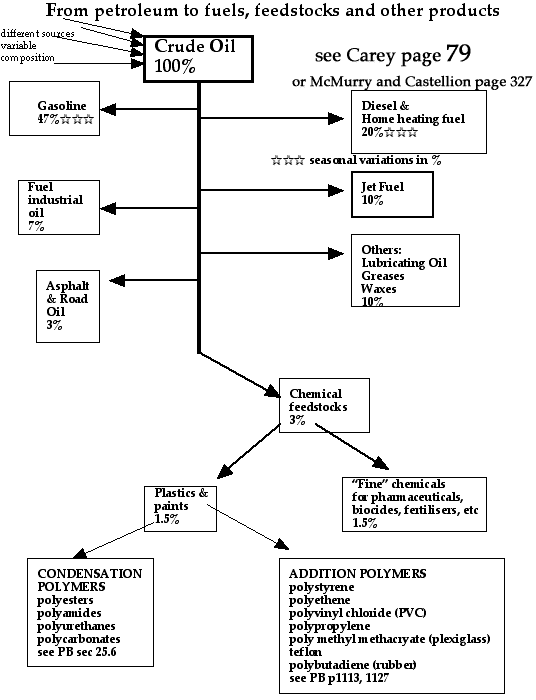 From petroleum to fuels, feedstocks and other products
different sources
variable
composition
Crude Oil
100%
see Carey page 79
or McMurry and Castellion page 327
Gasoline
47%☆☆☆
Diesel &
Home heating fuel
20%☆☆☆
☆☆☆ seasonal variations in %
Fuel
industrial
oil
7%
Jet Fuel
10%
Others:
Lubricating Oil
Greases
Waxes
10%
Asphalt
& Road
Oil
3%
Chemical
feedstocks
3%
Plastics &
paints
1.5%
“Fine” chemicals
for pharmaceuticals,
biocides, fertilisers, etc
1.5%
CONDENSATION
POLYMERS
polyesters
polyamides
polyurethanes
polycarbonates
see PB sec 25.6
ADDITION POLYMERS
polystyrene
polyethene
polyvinyl chloride (PVC)
polypropylene
poly methyl methacryate (plexiglass)
teflon
polybutadiene (rubber)
see PB p1113, 1127